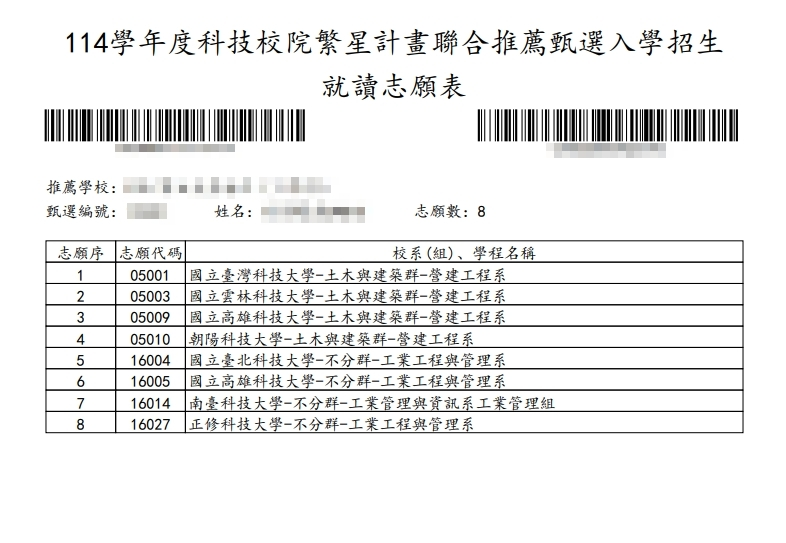 114學年度科技校院繁星計畫聯合推薦甄選入學招生
就讀志願表
推薦學校:
甄選編號: 姓名: 志願數: 8
志願序 志願代碼 校系(組)、學程名稱
1 05001 國立臺灣科技大學-土木與建築群-營建工程系
2 05003 國立雲林科技大學-土木與建築群-營建工程系
3 05009 國立高雄科技大學-土木與建築群-營建工程系
4 05010 朝陽科技大學-土木與建築群-營建工程系
5 16004 國立臺北科技大學-不分群-工業工程與管理系
6 16005 國立高雄科技大學-不分群-工業工程與管理系
7 16014 南臺科技大學-不分群-工業管理與資訊系工業管理組
8 16027 正修科技大學-不分群-工業工程與管理系